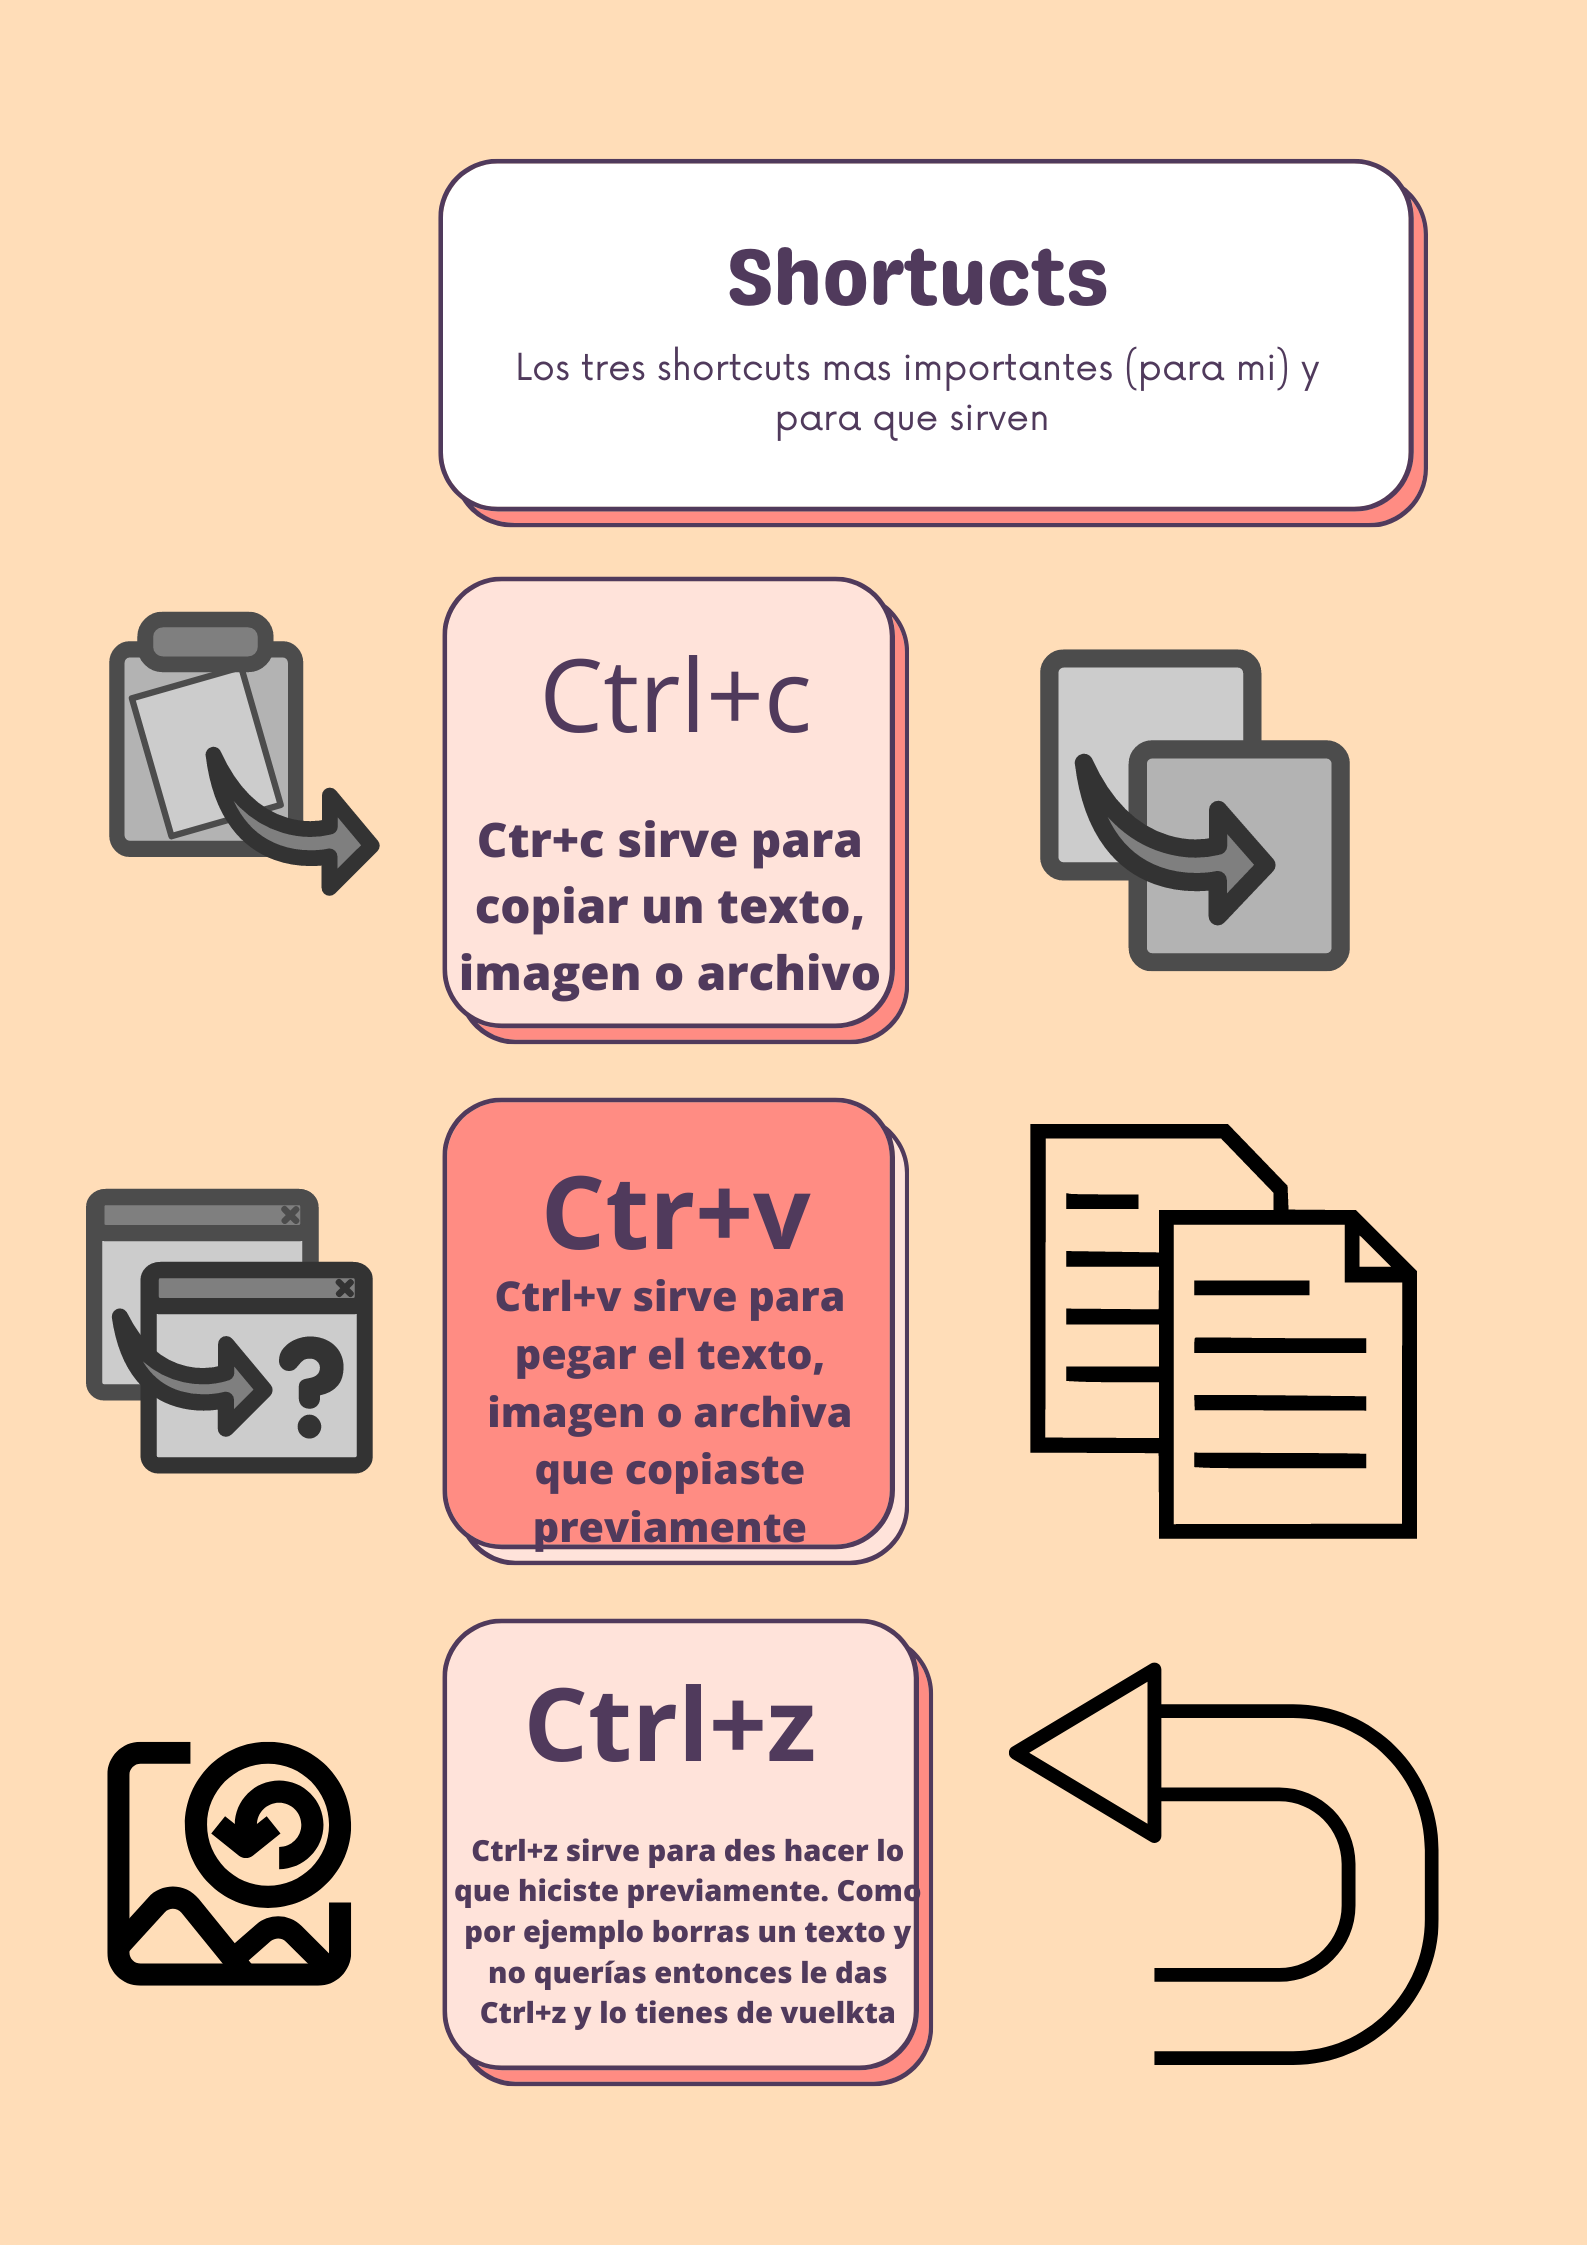 Shortucts
Los tres shortcuts mas importantes (para mi) y
para que sirven
Ctrl+c
Ctr+c sirve para
copiar un texto,
imagen o archivo
Ctr+v
Ctrl+v sirve para
pegar el texto,
imagen o archiva
que copiaste
previamente
?
Ctrl+z
Ctrl+z sirve para des hacer lo
que hiciste previamente. Como
por ejemplo borras un texto y
no querías entonces le das
Ctrl+z y lo tienes de vuelkta